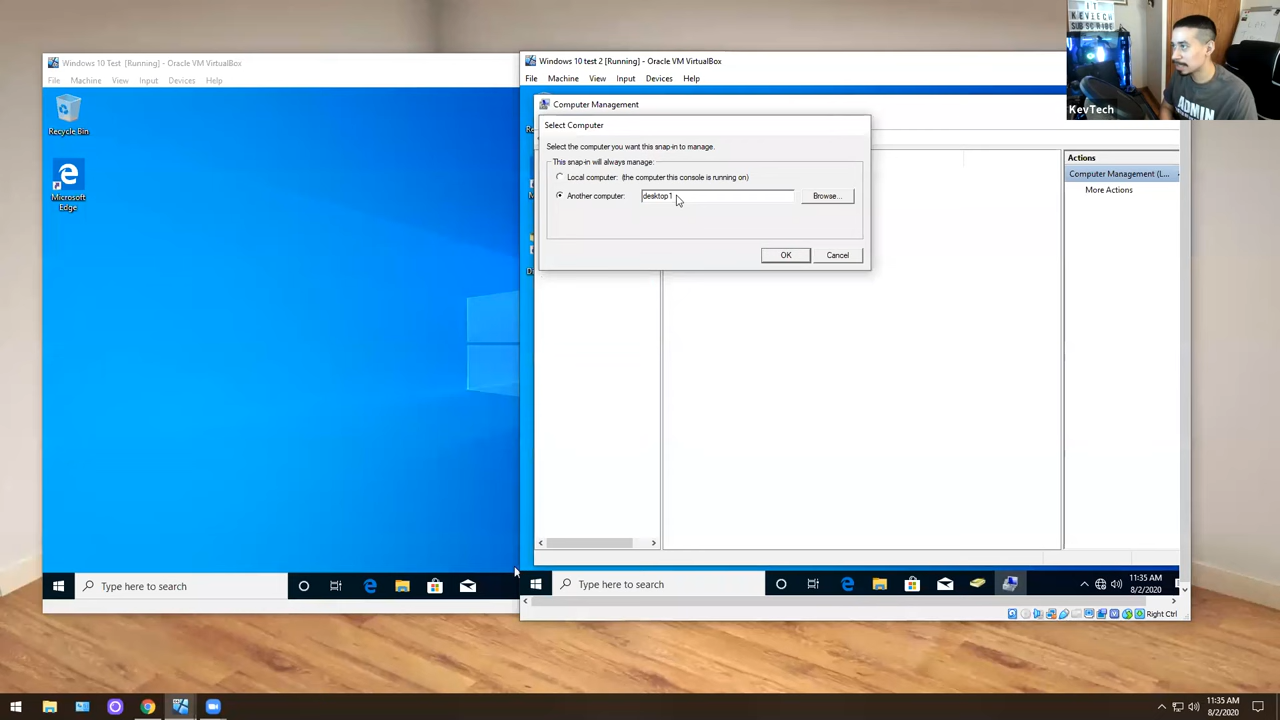 IT
KEVTECH
SUBSCRIBE
KevTech
Windows 10 Test [Running] - Oracle VM VirtualBox
File Machine View Input Devices Help
Recycle Bin
Microsoft
Edge
Type here to search
Windows 10 test 2 [Running] - Oracle VM VirtualBox
File Machine View Input Devices Help
Computer Management
Select Computer
Select the computer you want this snap-in to manage.
This snap-in will always manage:
Local computer: (the computer this console is running on)
Another computer: desktop1 Browse...
OK Cancel
Actions
Computer Management (L...
More Actions
Type here to search
11:35 AM
8/2/2020
Right Ctrl
11:35 AM
8/2/2020
ADMIN